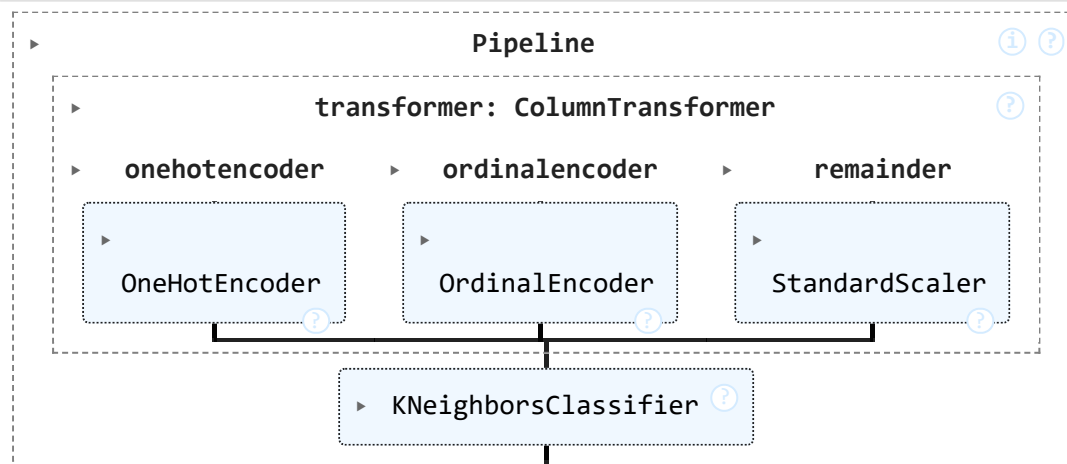 Pipeline i ?
transformer: ColumnTransformer ?
onehotencoder ordinalencoder remainder
OneHotEncoder OrdinalEncoder StandardScaler
? ? ?
KNeighborsClassifier ?